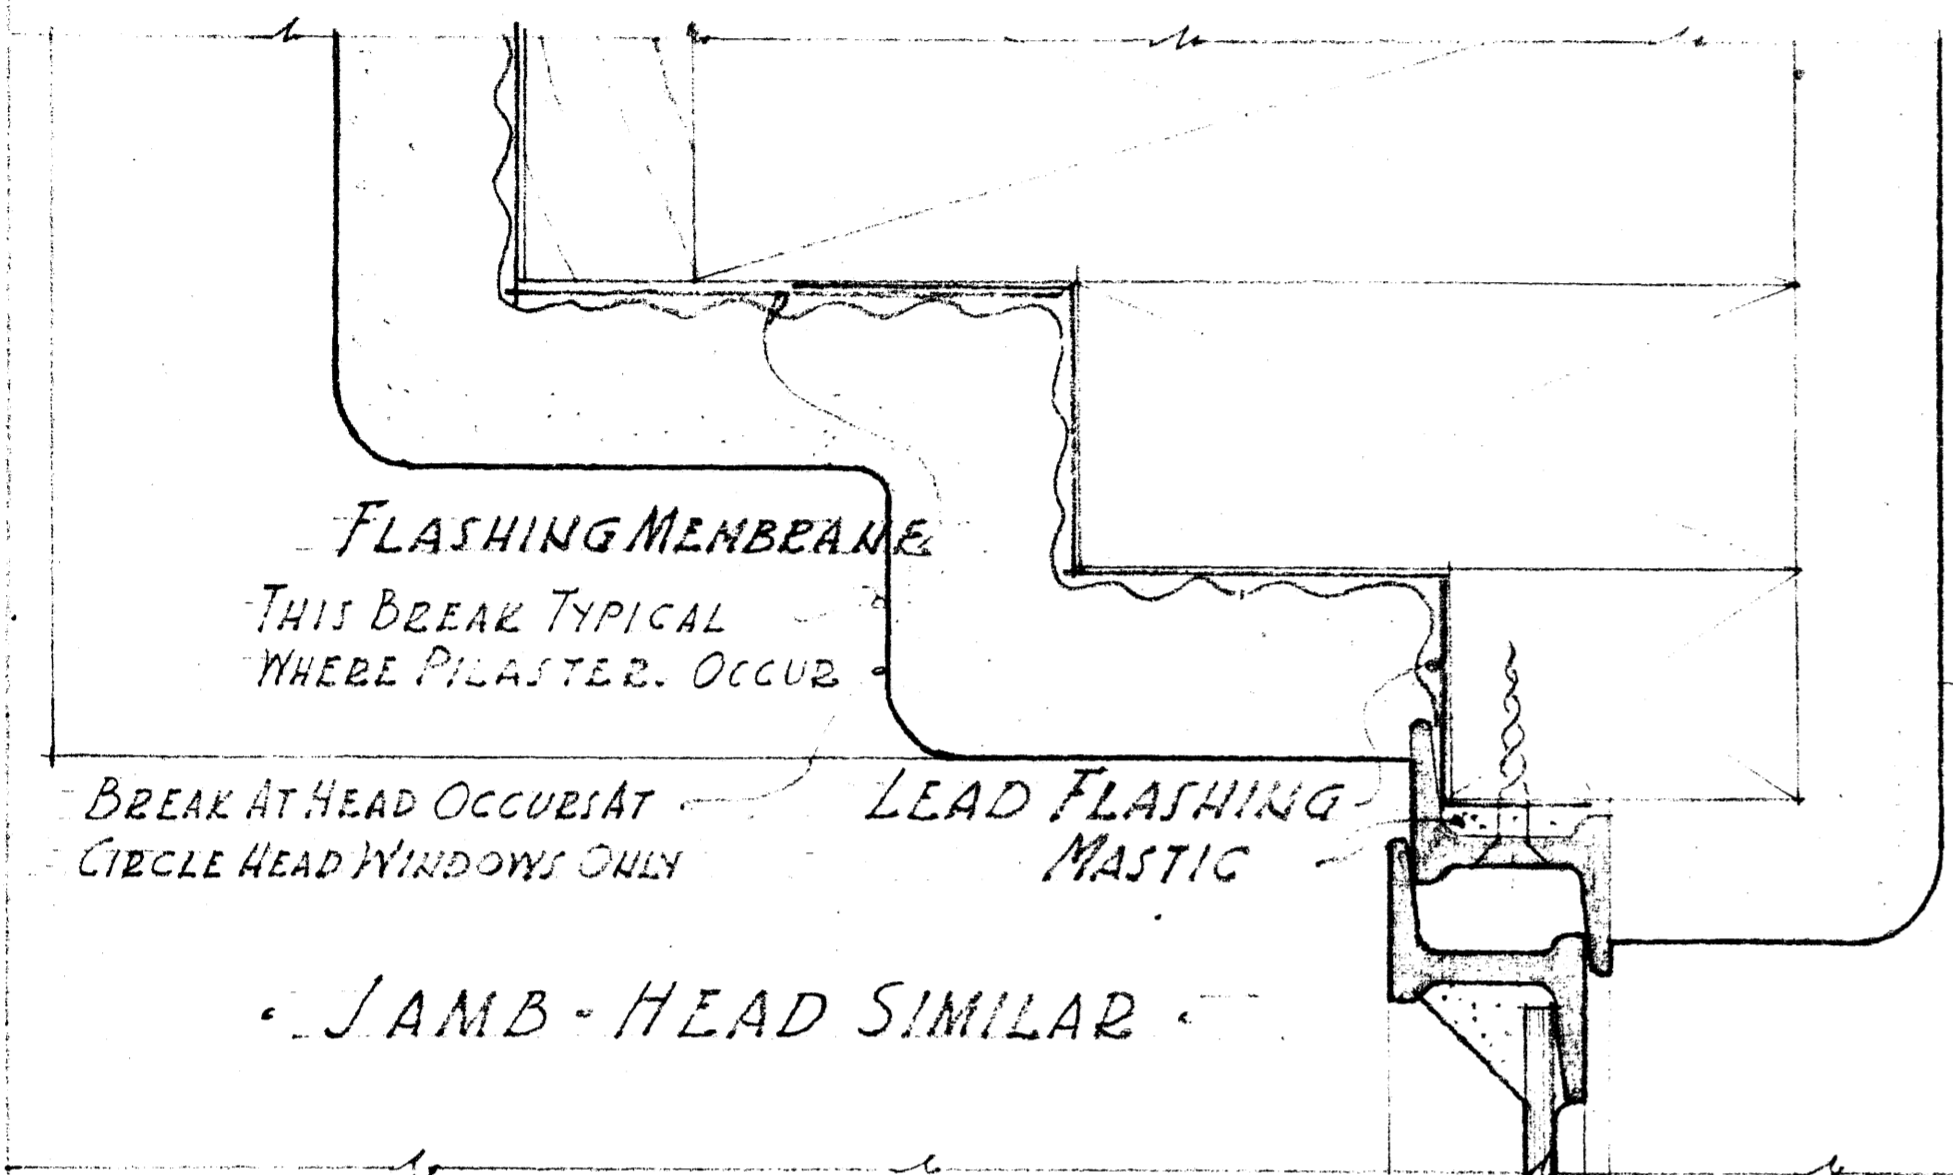 FLASHING MEMBRANE
THIS BREAK TYPICAL
WHERE PILASTER. OCCUR
BREAK AT HEAD OCCURS AT
CIRCLE HEAD WINDOWS ONLY
LEAD FLASHING
MASTIC
· JAMB - HEAD SIMILAR ·